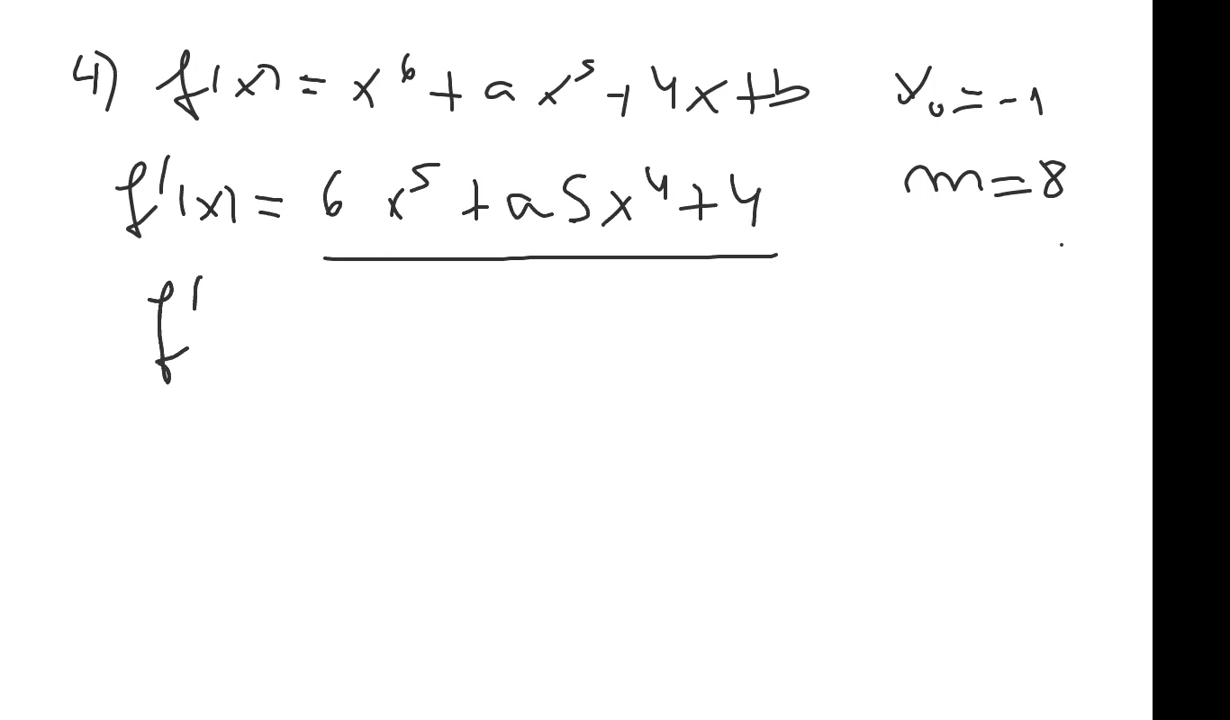 4) f(x) = x⁶ + ax⁵ + 4x + b x₀ = -1
f'(x) = 6x⁵ + a5x⁴ + 4 m = 8
f'